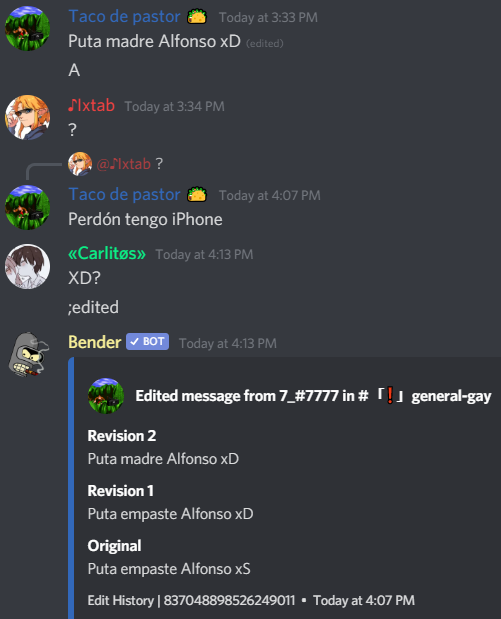 Taco de pastor 🌮 Today at 3:33 PM
Puta madre Alfonso xD (edited)
A
♪Ixtab Today at 3:34 PM
?
@♪Ixtab ?
Taco de pastor 🌮 Today at 4:07 PM
Perdón tengo iPhone
«Carlitøs» Today at 4:13 PM
XD?
;edited
Bender ✓ BOT Today at 4:13 PM
Edited message from 7_#7777 in #「❗」general-gay
Revision 2
Puta madre Alfonso xD
Revision 1
Puta empaste Alfonso xD
Original
Puta empaste Alfonso xS
Edit History | 837048898526249011 • Today at 4:07 PM